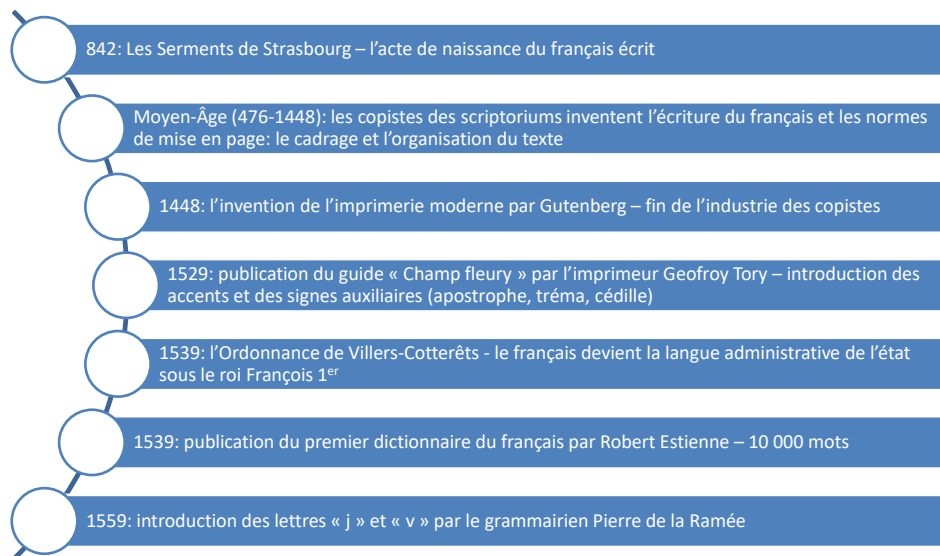 842: Les Serments de Strasbourg – l’acte de naissance du français écrit
Moyen-Âge (476-1448): les copistes des scriptoriums inventent l’écriture du français et les normes
de mise en page: le cadrage et l’organisation du texte
1448: l’invention de l’imprimerie moderne par Gutenberg – fin de l’industrie des copistes
1529: publication du guide « Champ fleury » par l’imprimeur Geofroy Tory – introduction des
accents et des signes auxiliaires (apostrophe, tréma, cédille)
1539: l’Ordonnance de Villers-Cotterêts - le français devient la langue administrative de l’état
sous le roi François 1er
1539: publication du premier dictionnaire du français par Robert Estienne – 10 000 mots
1559: introduction des lettres « j » et « v » par le grammairien Pierre de la Ramée